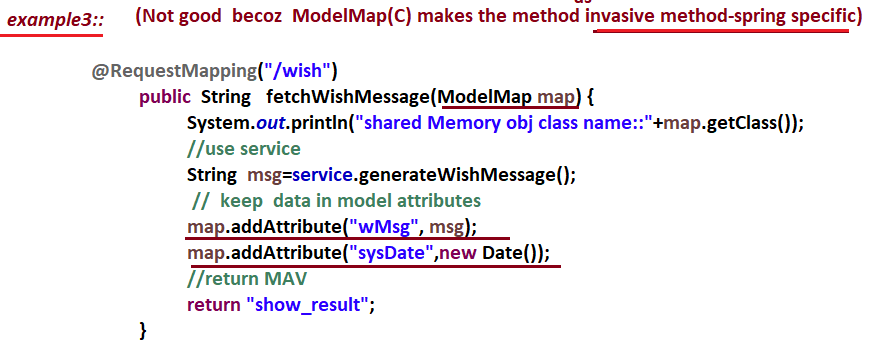 example3:: (Not good becoz ModelMap(C) makes the method invasive method-spring specific)
@RequestMapping("/wish")
public String fetchWishMessage(ModelMap map) {
System.out.println("shared Memory obj class name::"+map.getClass());
//use service
String msg=service.generateWishMessage();
// keep data in model attributes
map.addAttribute("wMsg", msg);
map.addAttribute("sysDate",new Date());
//return MAV
return "show_result";
}